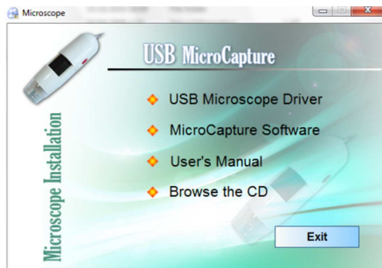 Microscope
USB MicroCapture
USB Microscope Driver
MicroCapture Software
User's Manual
Browse the CD
Microscope Installation
Exit